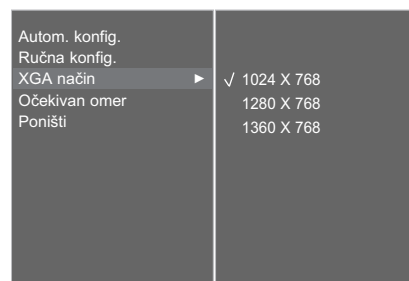 Autom. konfig.
Ručna konfig.
XGA način ► √ 1024 X 768
Očekivan omer 1280 X 768
Poništi 1360 X 768